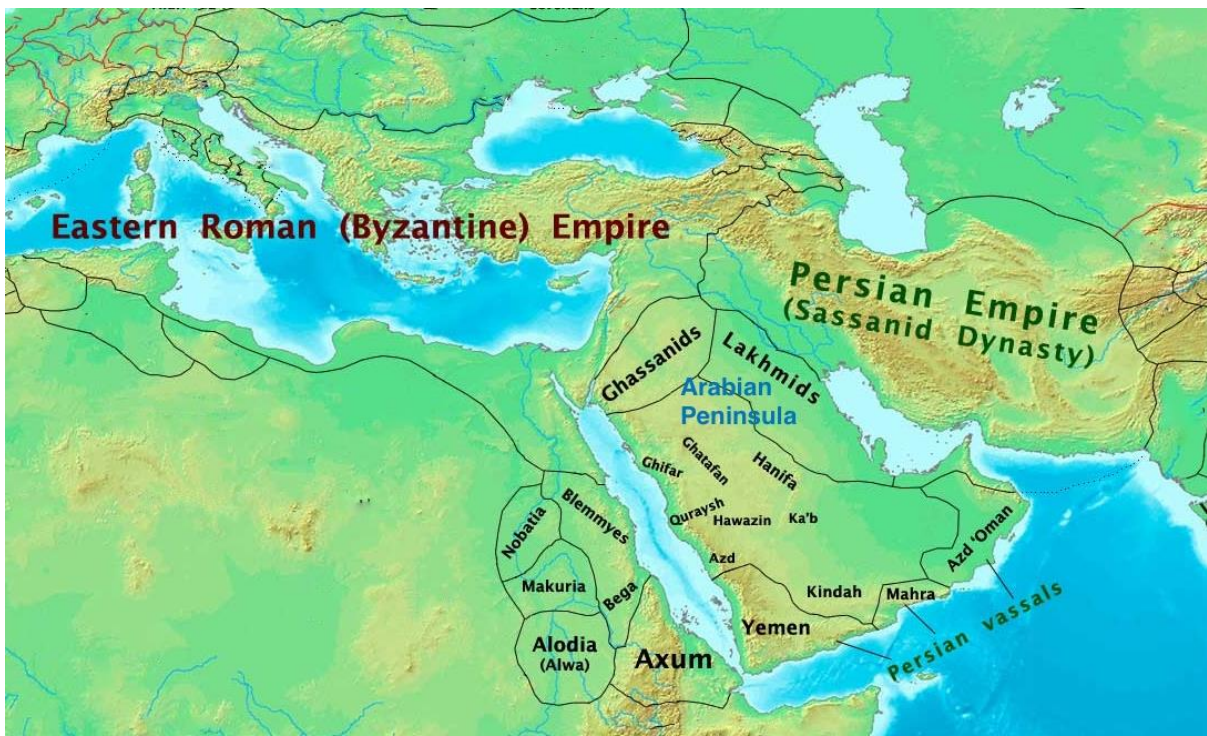 Eastern Roman (Byzantine) Empire
Persian Empire
(Sassanid Dynasty)
Ghassanids
Lakhmids
Arabian
Peninsula
Ghifar
Ghatafan
Hanifa
Quraysh
Hawazin
Ka'b
Azd
Nobatia
Blemmyes
Makuria
Bega
Alodia
(Alwa)
Axum
Kindah
Mahra
Azd 'Oman
Yemen
Persian vassals